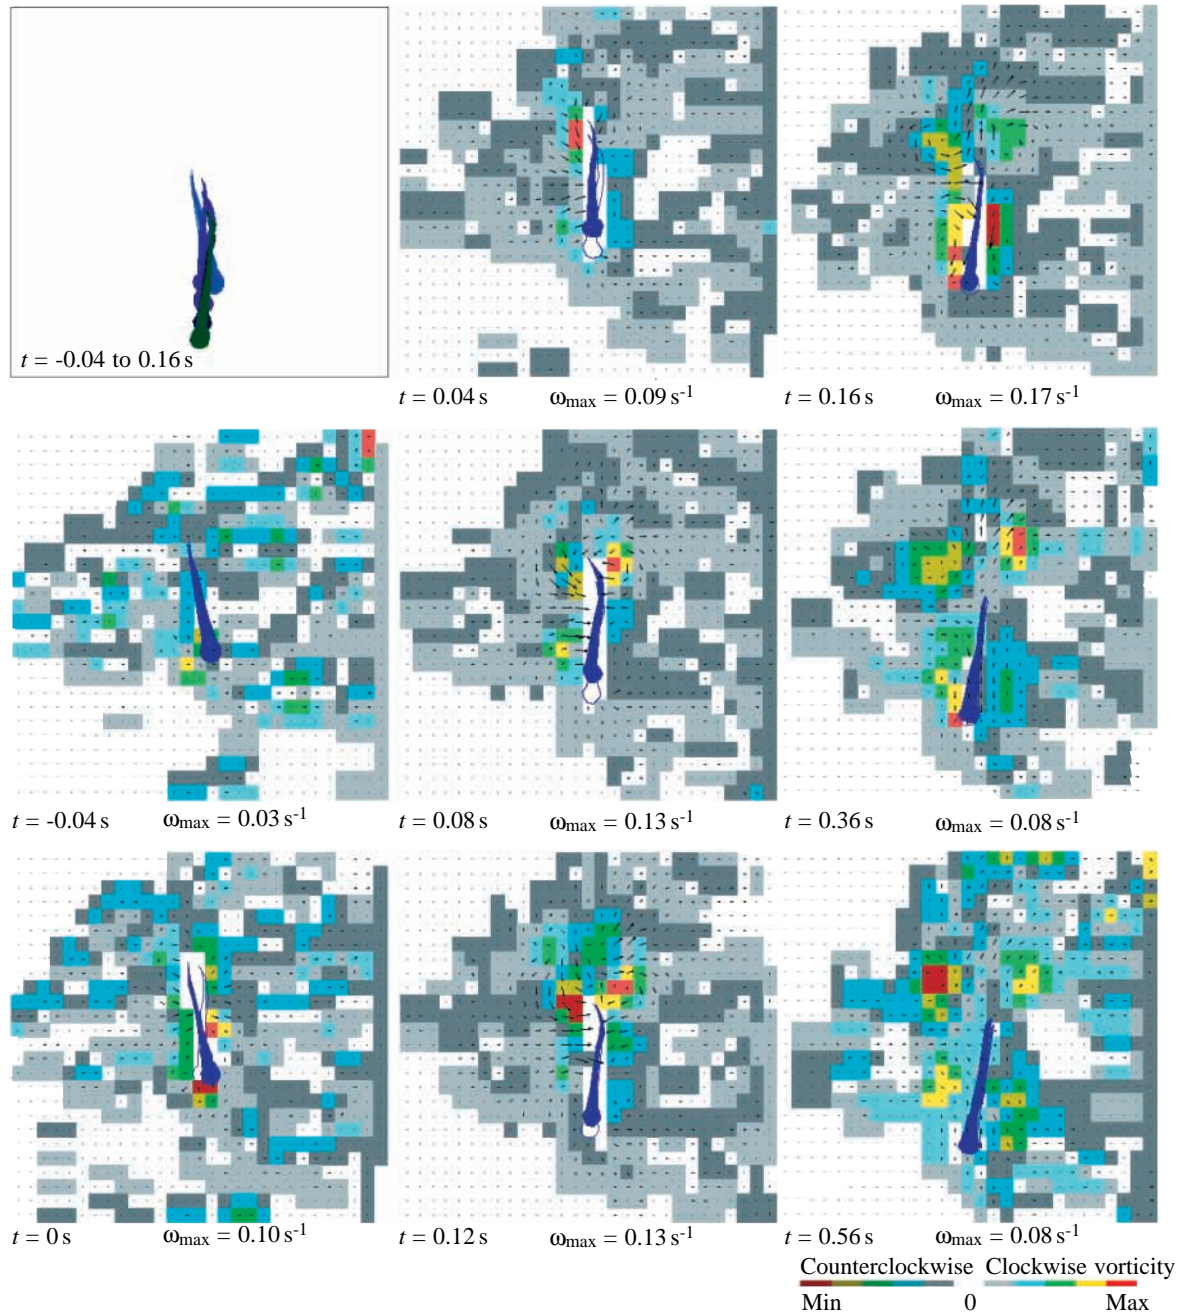 t = -0.04 to 0.16 s
t = 0.04 s ωmax = 0.09 s-1
t = 0.16 s ωmax = 0.17 s-1
t = -0.04 s ωmax = 0.03 s-1
t = 0.08 s ωmax = 0.13 s-1
t = 0.36 s ωmax = 0.08 s-1
t = 0 s ωmax = 0.10 s-1
t = 0.12 s ωmax = 0.13 s-1
t = 0.56 s ωmax = 0.08 s-1
Counterclockwise Clockwise vorticity
Min 0 Max